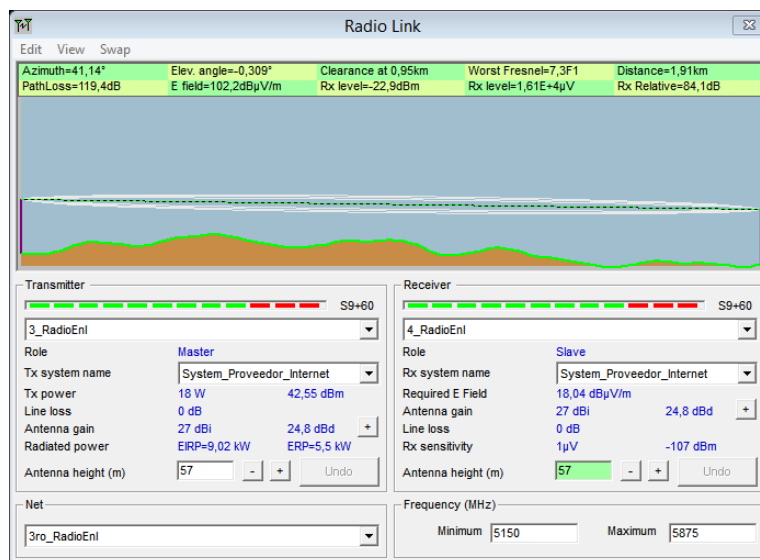 Radio Link
Edit View Swap
Azimuth=41,14° Elev. angle=-0,309° Clearance at 0,95km Worst Fresnel=7,3F1 Distance=1,91km
PathLoss=119,4dB E field=102,2dBµV/m Rx level=-22,9dBm Rx level=1,61E+4µV Rx Relative=84,1dB
Transmitter
S9+60
3_RadioEnl
Role Master
Tx system name System_Proveedor_Internet
Tx power 18 W 42,55 dBm
Line loss 0 dB
Antenna gain 27 dBi 24,8 dBd +
Radiated power EIRP=9,02 kW ERP=5,5 kW
Antenna height (m) 57 - + Undo
Receiver
S9+60
4_RadioEnl
Role Slave
Rx system name System_Proveedor_Internet
Required E Field 18,04 dBµV/m
Antenna gain 27 dBi 24,8 dBd +
Line loss 0 dB
Rx sensitivity 1µV -107 dBm
Antenna height (m) 57 - + Undo
Net
3ro_RadioEnl
Frequency (MHz)
Minimum 5150 Maximum 5875